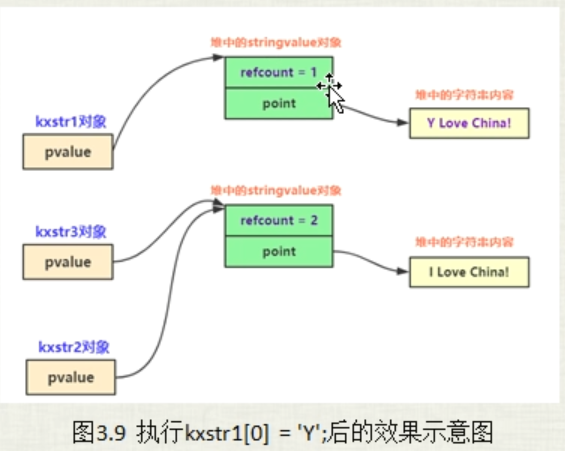 堆中的stringvalue对象
refcount = 1
point
堆中的字符串内容
Y Love China!
kxstr1对象
pvalue
堆中的stringvalue对象
refcount = 2
point
kxstr3对象
pvalue
堆中的字符串内容
I Love China!
kxstr2对象
pvalue
图3.9 执行kxstr1[0] = 'Y';后的效果示意图